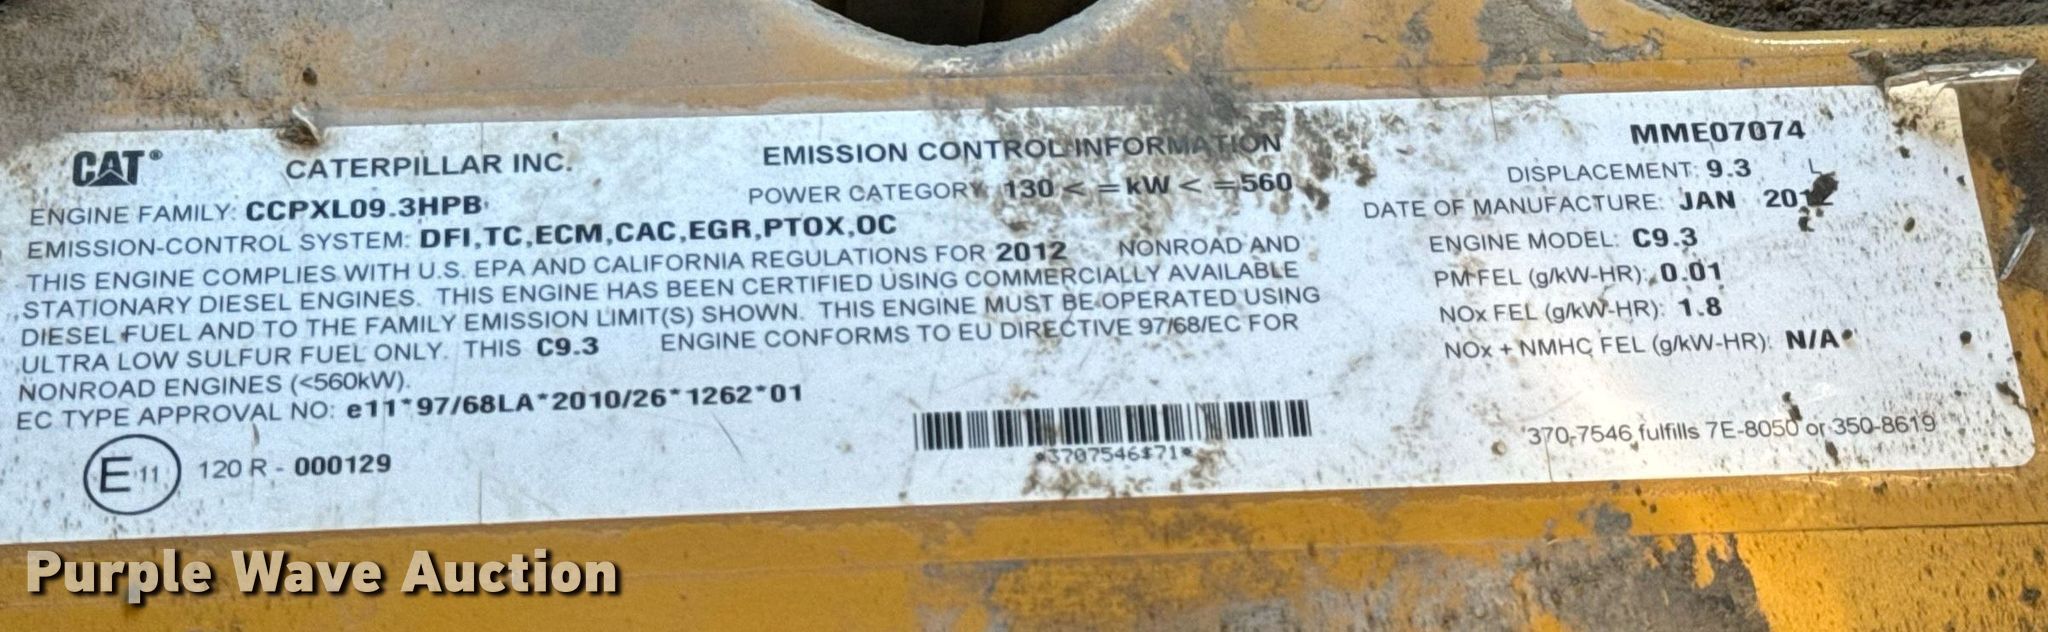 CAT®
CATERPILLAR INC.
EMISSION CONTROL INFORMATION
MME07074
ENGINE FAMILY: CCPXL09.3HPB
POWER CATEGORY: 130 < =kW < =560
DISPLACEMENT: 9.3 L
EMISSION-CONTROL SYSTEM: DFI,TC,ECM,CAC,EGR,PTOX,OC
DATE OF MANUFACTURE: JAN 2012
THIS ENGINE COMPLIES WITH U.S. EPA AND CALIFORNIA REGULATIONS FOR 2012 NONROAD AND
STATIONARY DIESEL ENGINES. THIS ENGINE HAS BEEN CERTIFIED USING COMMERCIALLY AVAILABLE
DIESEL FUEL AND TO THE FAMILY EMISSION LIMIT(S) SHOWN. THIS ENGINE MUST BE OPERATED USING
ULTRA LOW SULFUR FUEL ONLY. THIS C9.3 ENGINE CONFORMS TO EU DIRECTIVE 97/68/EC FOR
NONROAD ENGINES (<560kW).
EC TYPE APPROVAL NO: e11*97/68LA*2010/26*1262*01
ENGINE MODEL: C9.3
PM FEL (g/kW-HR): 0.01
NOx FEL (g/kW-HR): 1.8
NOx + NMHC FEL (g/kW-HR): N/A
E 11 120 R - 000129
*3707546$71*
370-7546 fulfills 7E-8050 or 350-8619
Purple Wave Auction